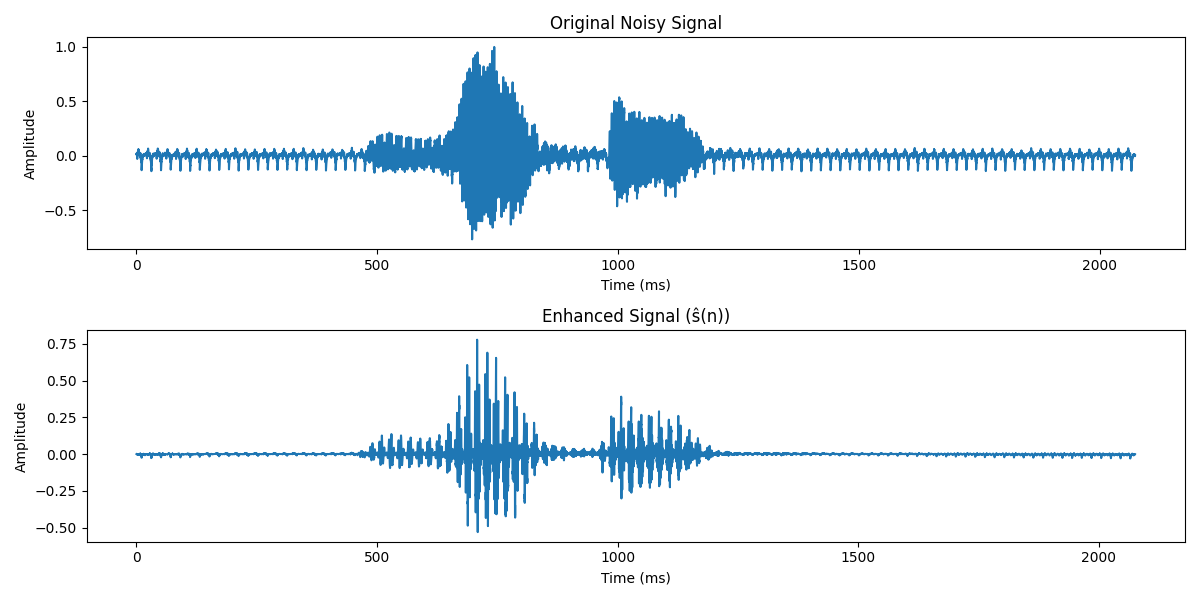 Original Noisy Signal
1.0
0.5
0.0
−0.5
Amplitude
0 500 1000 1500 2000
Time (ms)
Enhanced Signal (ŝ(n))
0.75
0.50
0.25
0.00
−0.25
−0.50
Amplitude
0 500 1000 1500 2000
Time (ms)